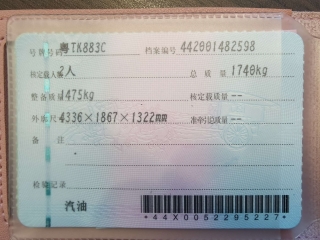 号牌号码 粤TK883C 档案编号 442001482598
核定载人数 2人 总质量 1740kg
整备质量 1475kg 核定载质量 --
外廓尺寸 4336×1867×1322mm 准牵引总质量 --
备注
检验记录
汽油
*44X0052295227*